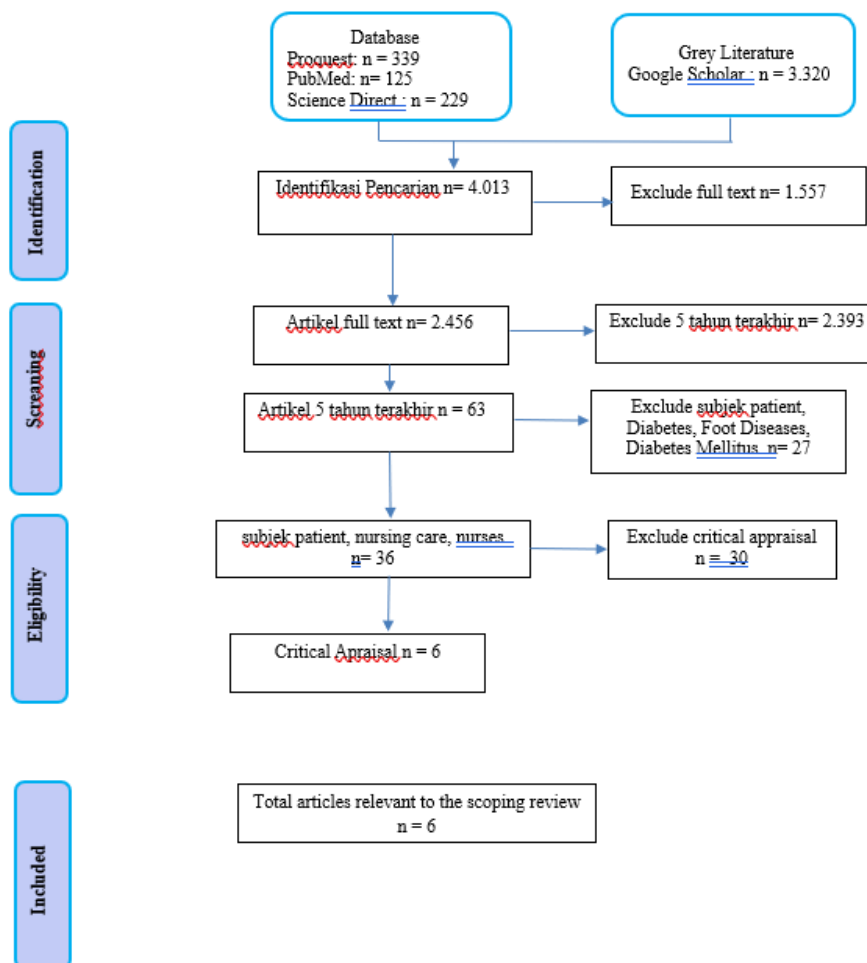 Database
Proquest: n = 339
PubMed: n= 125
Science Direct : n = 229
Grey Literature
Google Scholar : n = 3.320
Identification
Identifikasi Pencarian n= 4.013
Exclude full text n= 1.557
Screaning
Artikel full text n= 2.456
Exclude 5 tahun terakhir n= 2.393
Artikel 5 tahun terakhir n = 63
Exclude subjek patient,
Diabetes, Foot Diseases,
Diabetes Mellitus n= 27
Eligibility
subjek patient, nursing care, nurses
n= 36
Exclude critical appraisal
n = 30
Critical Apraisal n = 6
Included
Total articles relevant to the scoping review
n = 6